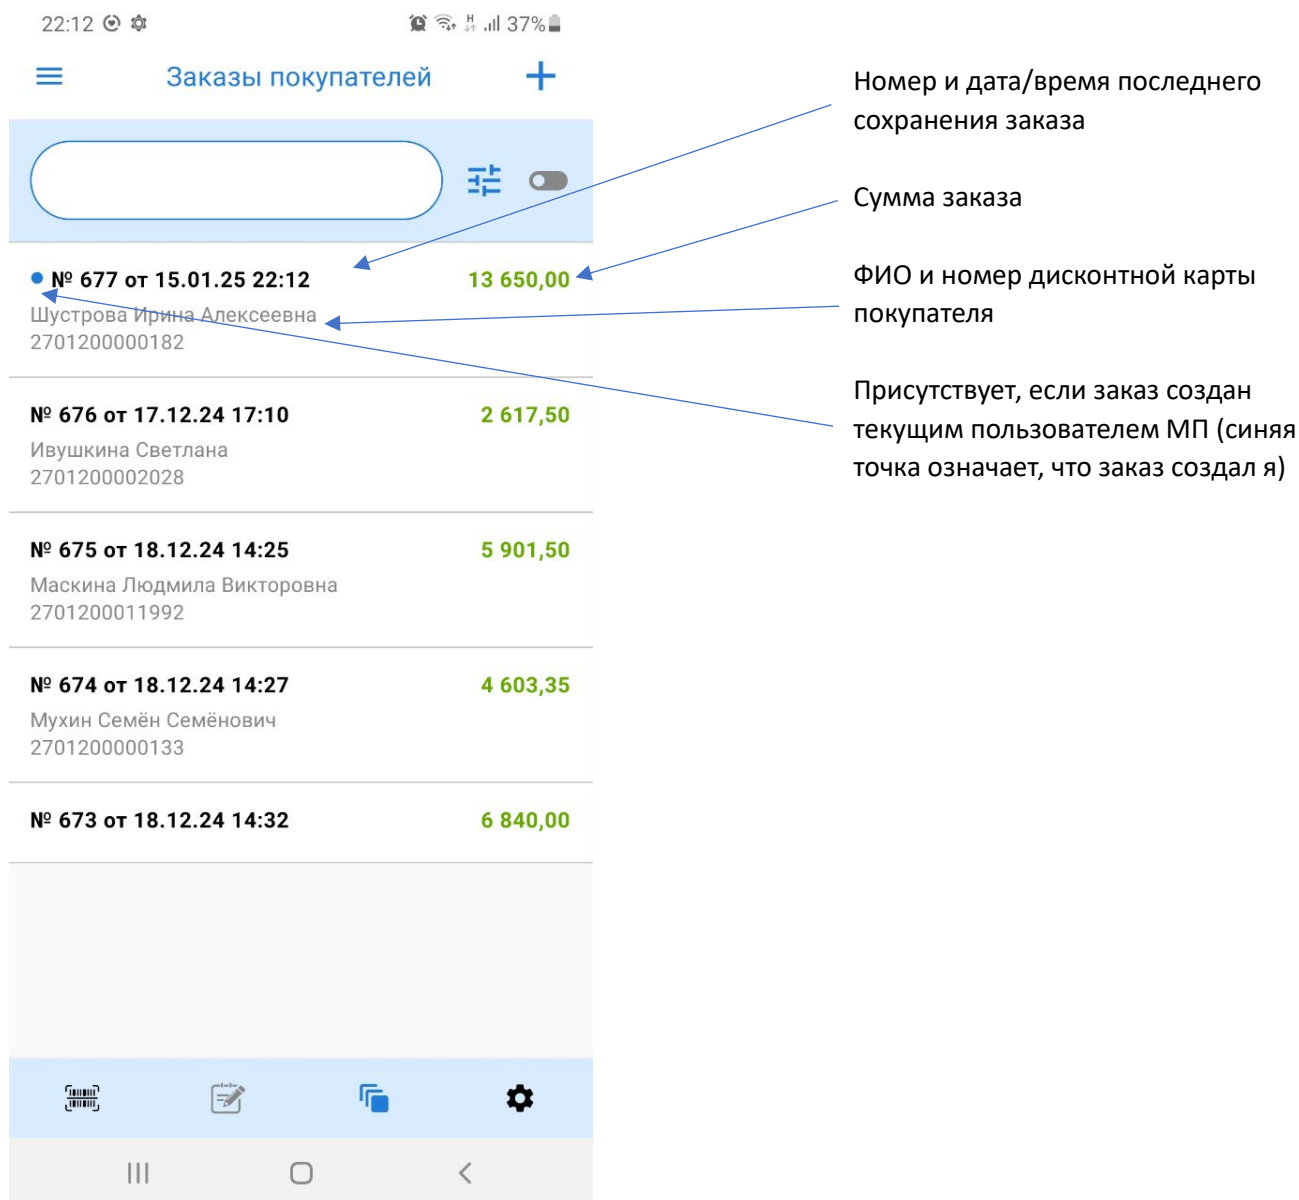 22:12 37%
Заказы покупателей
№ 677 от 15.01.25 22:12 13 650,00
Шустрова Ирина Алексеевна
2701200000182
№ 676 от 17.12.24 17:10 2 617,50
Ивушкина Светлана
2701200002028
№ 675 от 18.12.24 14:25 5 901,50
Маскина Людмила Викторовна
2701200011992
№ 674 от 18.12.24 14:27 4 603,35
Мухин Семён Семёнович
2701200000133
№ 673 от 18.12.24 14:32 6 840,00
Номер и дата/время последнего
сохранения заказа
Сумма заказа
ФИО и номер дисконтной карты
покупателя
Присутствует, если заказ создан
текущим пользователем МП (синяя
точка означает, что заказ создал я)